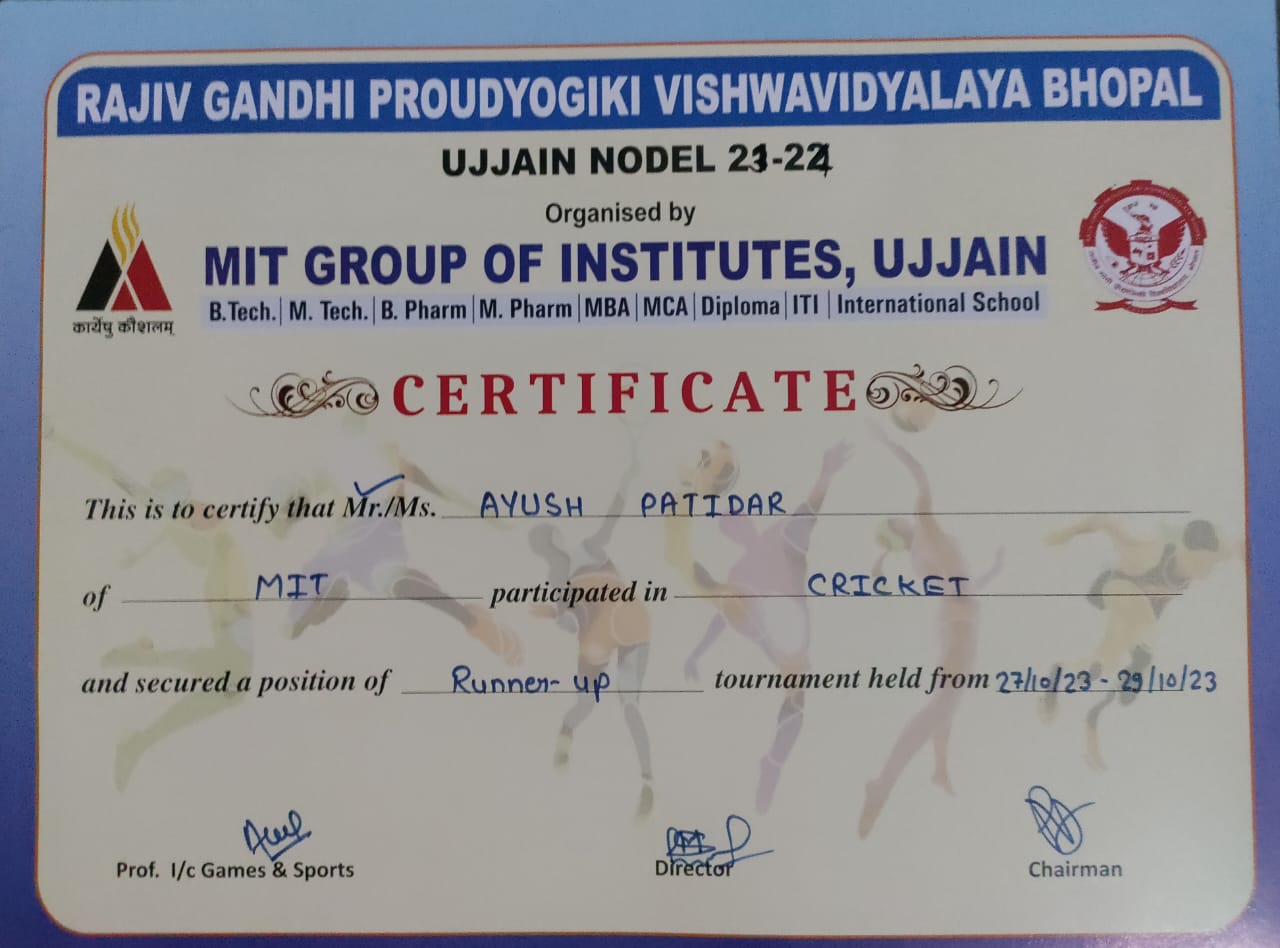 RAJIV GANDHI PROUDYOGIKI VISHWAVIDYALAYA BHOPAL
UJJAIN NODEL
Organised by
MIT GROUP OF INSTITUTES, UJJAIN
B.Tech. | M. Tech. | B. Pharm | M. Pharm | MBA | MCA | Diploma | ITI | International School
कार्येषु कौशलम्
CERTIFICATE
This is to certify that Mr./Ms. AYUSH PATIDAR
of MIT participated in CRICKET
and secured a position of Runner-up tournament held from 27/10/23 - 29/10/23
Prof. I/c Games & Sports
Director
Chairman